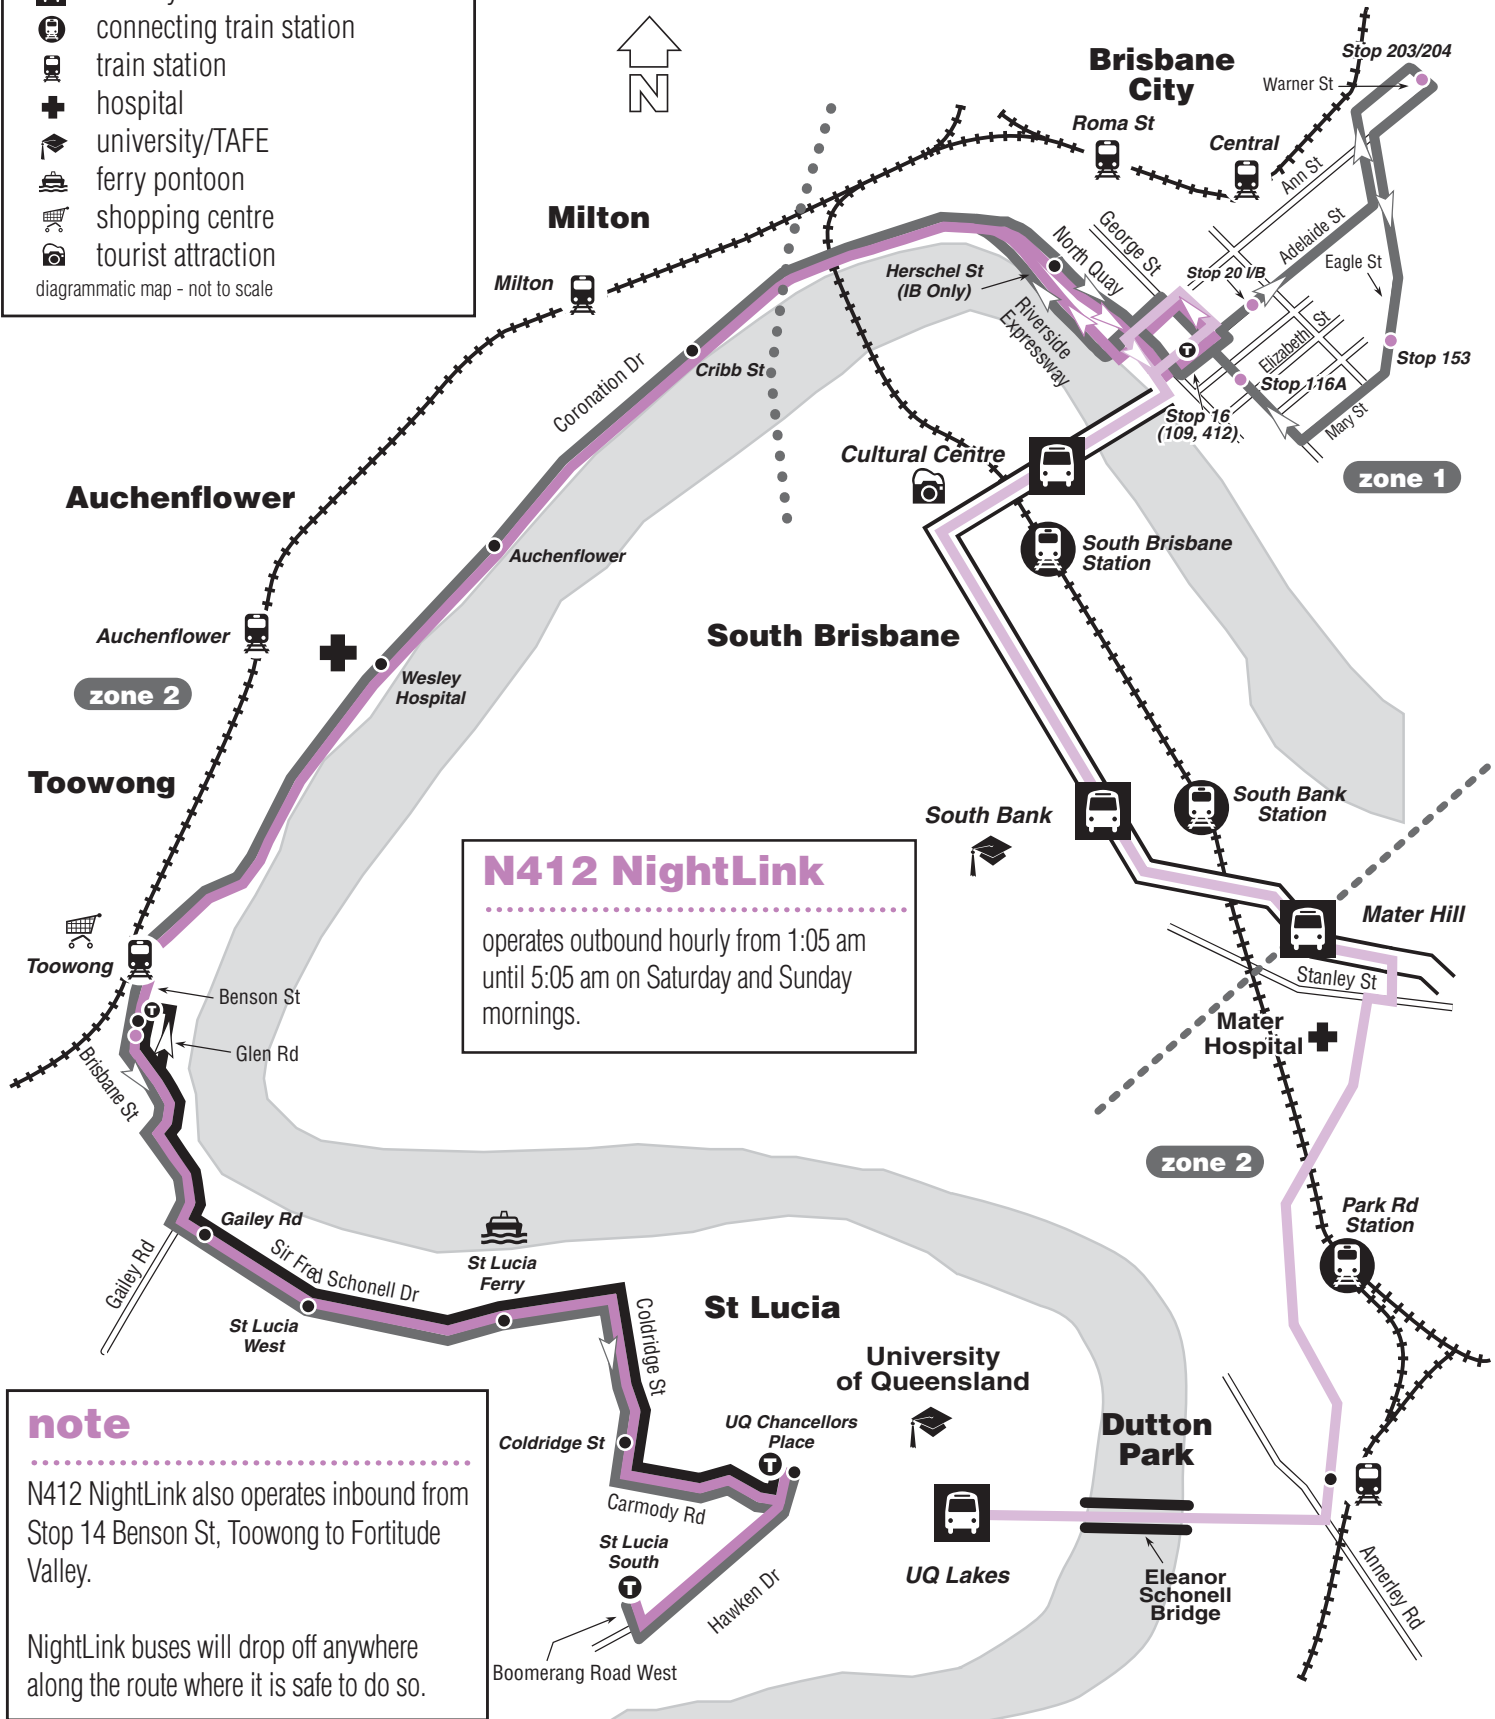 connecting train station
train station
hospital
university/TAFE
ferry pontoon
shopping centre
tourist attraction
diagrammatic map - not to scale
N
Brisbane
City
Stop 203/204
Warner St
Roma St
Central
Ann St
Milton
George St
Adelaide St
North Quay
Herschel St
(IB Only)
Stop 20 I/B
Eagle St
Milton
Riverside
Expressway
Elizabeth St
Coronation Dr
Cribb St
T
Stop 116A
Stop 153
Stop 16
(109, 412)
Mary St
Cultural Centre
zone 1
Auchenflower
South Brisbane
Station
Auchenflower
Auchenflower
South Brisbane
Wesley
Hospital
zone 2
Toowong
South Bank
Station
South Bank
N412 NightLink
operates outbound hourly from 1:05 am
until 5:05 am on Saturday and Sunday
mornings.
Mater Hill
Toowong
Stanley St
Benson St
T
Mater
Hospital
Glen Rd
Brisbane St
zone 2
Park Rd
Station
Gailey Rd
Gailey Rd
Sir Fred Schonell Dr
St Lucia
Ferry
St Lucia
West
Coldridge St
St Lucia
University
of Queensland
note
N412 NightLink also operates inbound from
Stop 14 Benson St, Toowong to Fortitude
Valley.
NightLink buses will drop off anywhere
along the route where it is safe to do so.
UQ Chancellors
Place
T
Coldridge St
Dutton
Park
Carmody Rd
St Lucia
South
T
Hawken Dr
UQ Lakes
Eleanor
Schonell
Bridge
Annerley Rd
Boomerang Road West